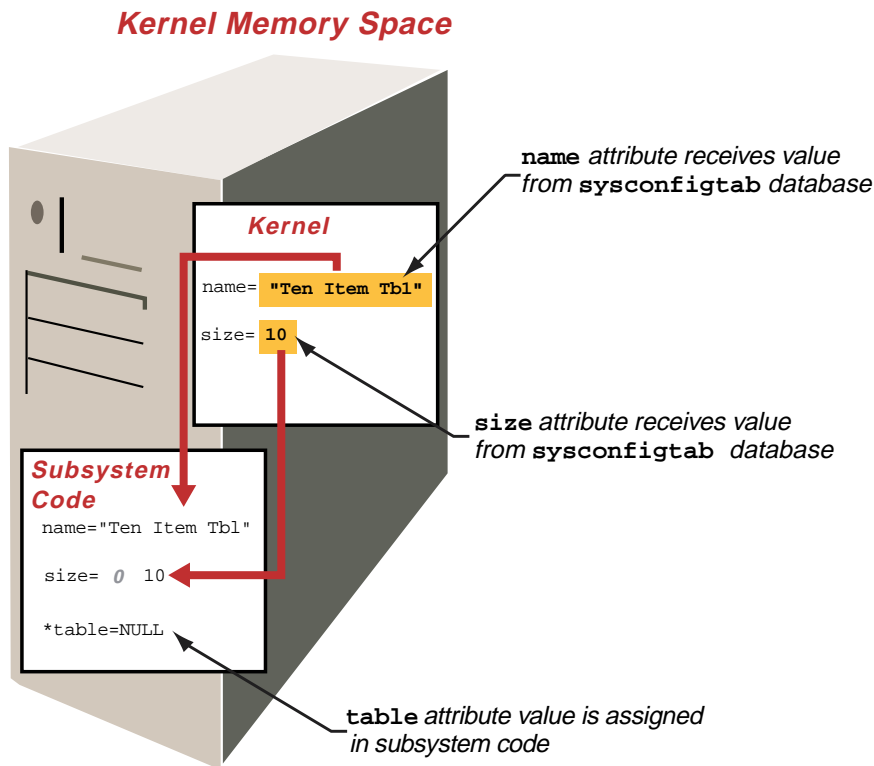 Kernel Memory Space
name attribute receives value
from sysconfigtab database
Kernel
name= "Ten Item Tb1"
size= 10
size attribute receives value
from sysconfigtab database
Subsystem
Code
name="Ten Item Tbl"
size= 0 10
*table=NULL
table attribute value is assigned
in subsystem code